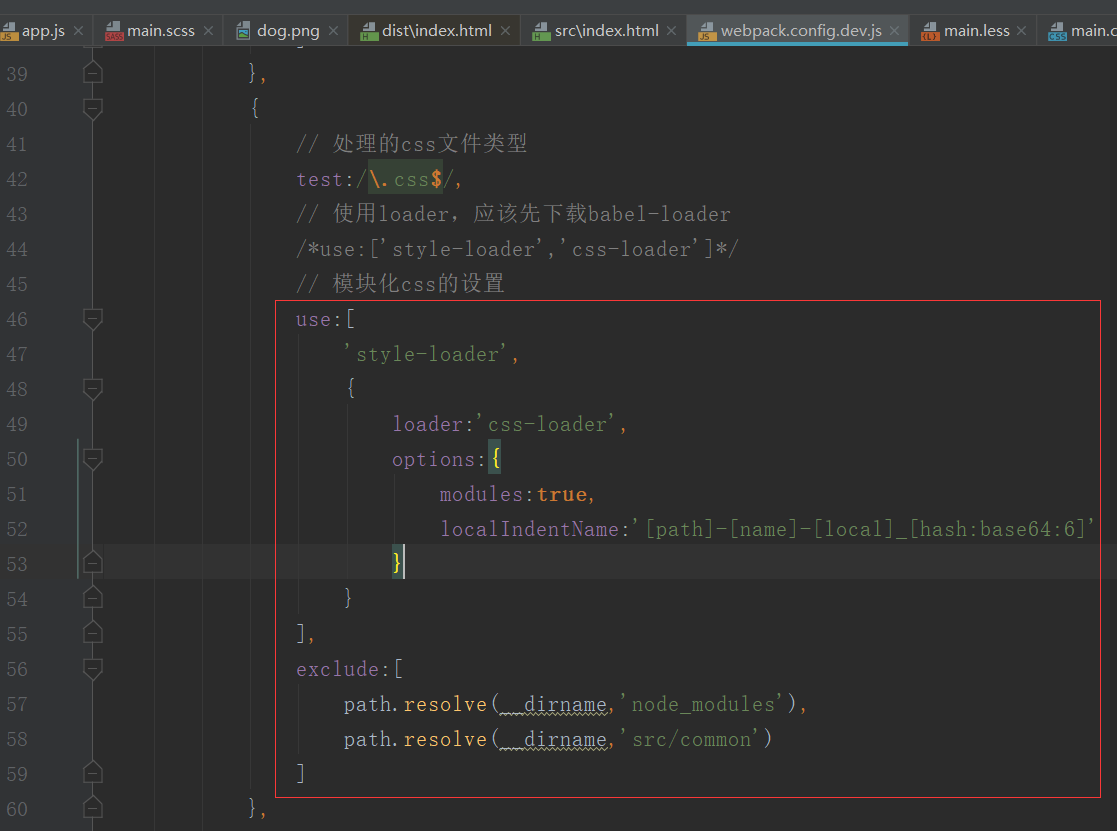 app.js main.scss dog.png dist\index.html src\index.html webpack.config.dev.js main.less main.c
39 },
40 {
41 // 处理的css文件类型
42 test:/\.css$/,
43 // 使用loader，应该先下载babel-loader
44 /*use:['style-loader','css-loader']*/
45 // 模块化css的设置
46 use:[
47 'style-loader',
48 {
49 loader:'css-loader',
50 options:{
51 modules:true,
52 localIndentName:'[path]-[name]-[local]_[hash:base64:6]'
53 }
54 }
55 ],
56 exclude:[
57 path.resolve(__dirname,'node_modules'),
58 path.resolve(__dirname,'src/common')
59 ]
60 },